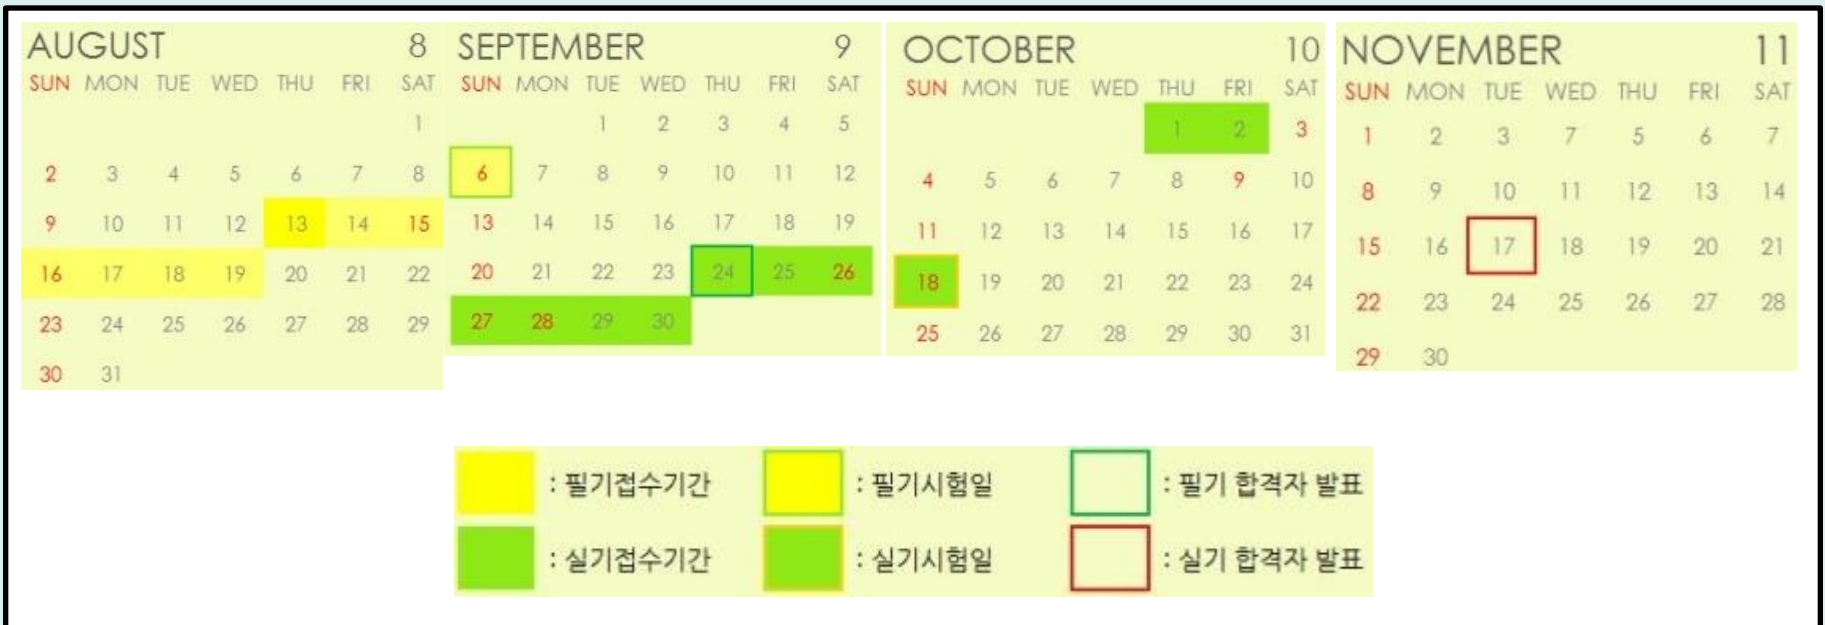 AUGUST 8
SUN MON TUE WED THU FRI SAT
1
2 3 4 5 6 7 8
9 10 11 12 13 14 15
16 17 18 19 20 21 22
23 24 25 26 27 28 29
30 31
SEPTEMBER 9
SUN MON TUE WED THU FRI SAT
1 2 3 4 5
6 7 8 9 10 11 12
13 14 15 16 17 18 19
20 21 22 23 24 25 26
27 28 29 30
OCTOBER 10
SUN MON TUE WED THU FRI SAT
1 2 3
4 5 6 7 8 9 10
11 12 13 14 15 16 17
18 19 20 21 22 23 24
25 26 27 28 29 30 31
NOVEMBER 11
SUN MON TUE WED THU FRI SAT
1 2 3 7 5 6 7
8 9 10 11 12 13 14
15 16 17 18 19 20 21
22 23 24 25 26 27 28
29 30
: 필기접수기간 : 필기시험일 : 필기 합격자 발표
: 실기접수기간 : 실기시험일 : 실기 합격자 발표